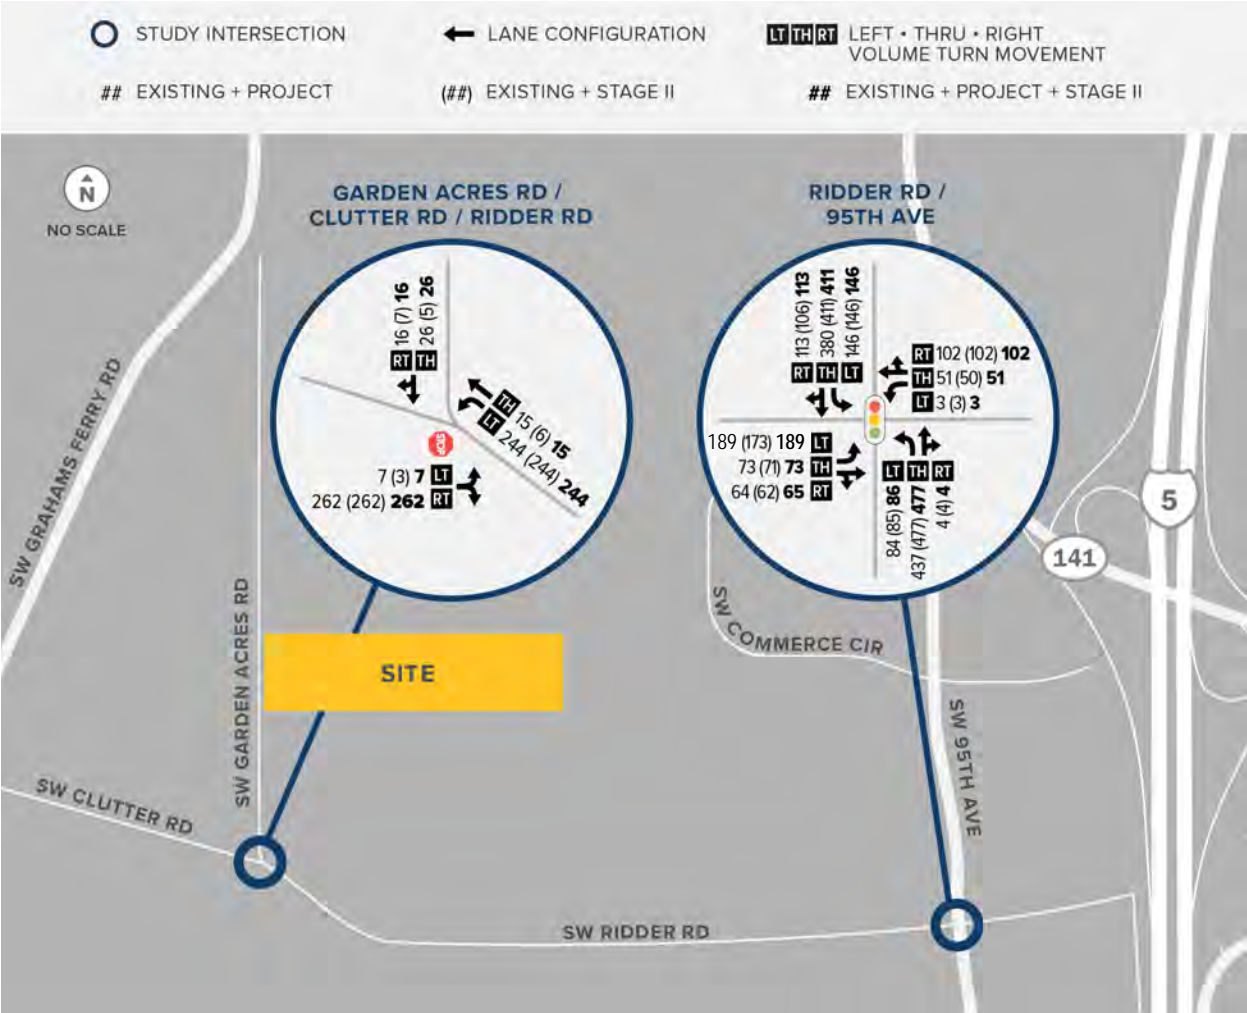 STUDY INTERSECTION
LANE CONFIGURATION
LT TH RT LEFT • THRU • RIGHT
VOLUME TURN MOVEMENT
## EXISTING + PROJECT
(##) EXISTING + STAGE II
## EXISTING + PROJECT + STAGE II
N
NO SCALE
GARDEN ACRES RD /
CLUTTER RD / RIDDER RD
RT 16 (7) 16
TH 26 (5) 26
TH 15 (6) 15
LT 244 (244) 244
STOP
7 (3) 7 LT
262 (262) 262 RT
RIDDER RD /
95TH AVE
RT 113 (106) 113
TH 380 (411) 411
LT 146 (146) 146
RT 102 (102) 102
TH 51 (50) 51
LT 3 (3) 3
189 (173) 189 LT
73 (71) 73 TH
64 (62) 65 RT
LT 84 (85) 86
TH 437 (477) 477
RT 4 (4) 4
SW GRAHAMS FERRY RD
SW GARDEN ACRES RD
SITE
SW CLUTTER RD
SW RIDDER RD
SW COMMERCE CIR
SW 95TH AVE
5
141